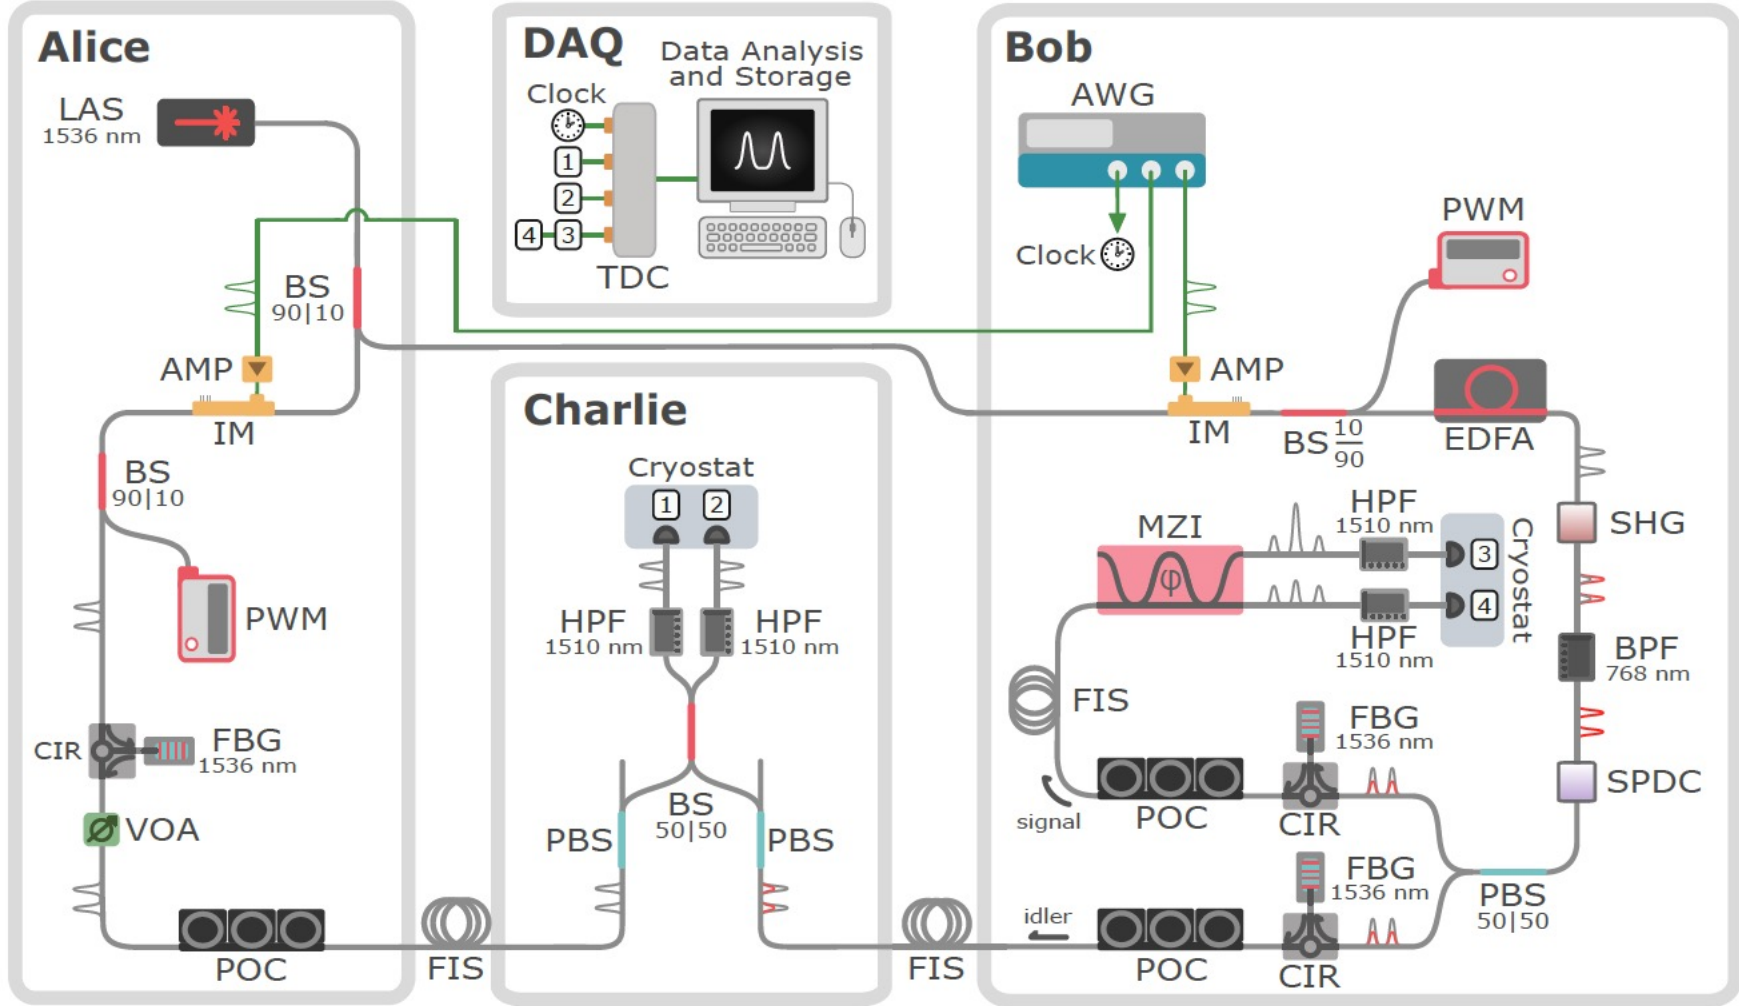 Alice
LAS
1536 nm
BS
90|10
AMP
IM
BS
90|10
PWM
CIR
FBG
1536 nm
VOA
POC
FIS
DAQ
Data Analysis
and Storage
Clock
1
2
4 3
TDC
Charlie
Cryostat
1 2
HPF
1510 nm
HPF
1510 nm
BS
50|50
PBS
PBS
FIS
Bob
AWG
Clock
PWM
AMP
IM
BS 10
90
EDFA
SHG
BPF
768 nm
SPDC
MZI
φ
HPF
1510 nm
HPF
1510 nm
3
4
Cryostat
FIS
signal
POC
FBG
1536 nm
CIR
idler
POC
FBG
1536 nm
CIR
PBS
50|50